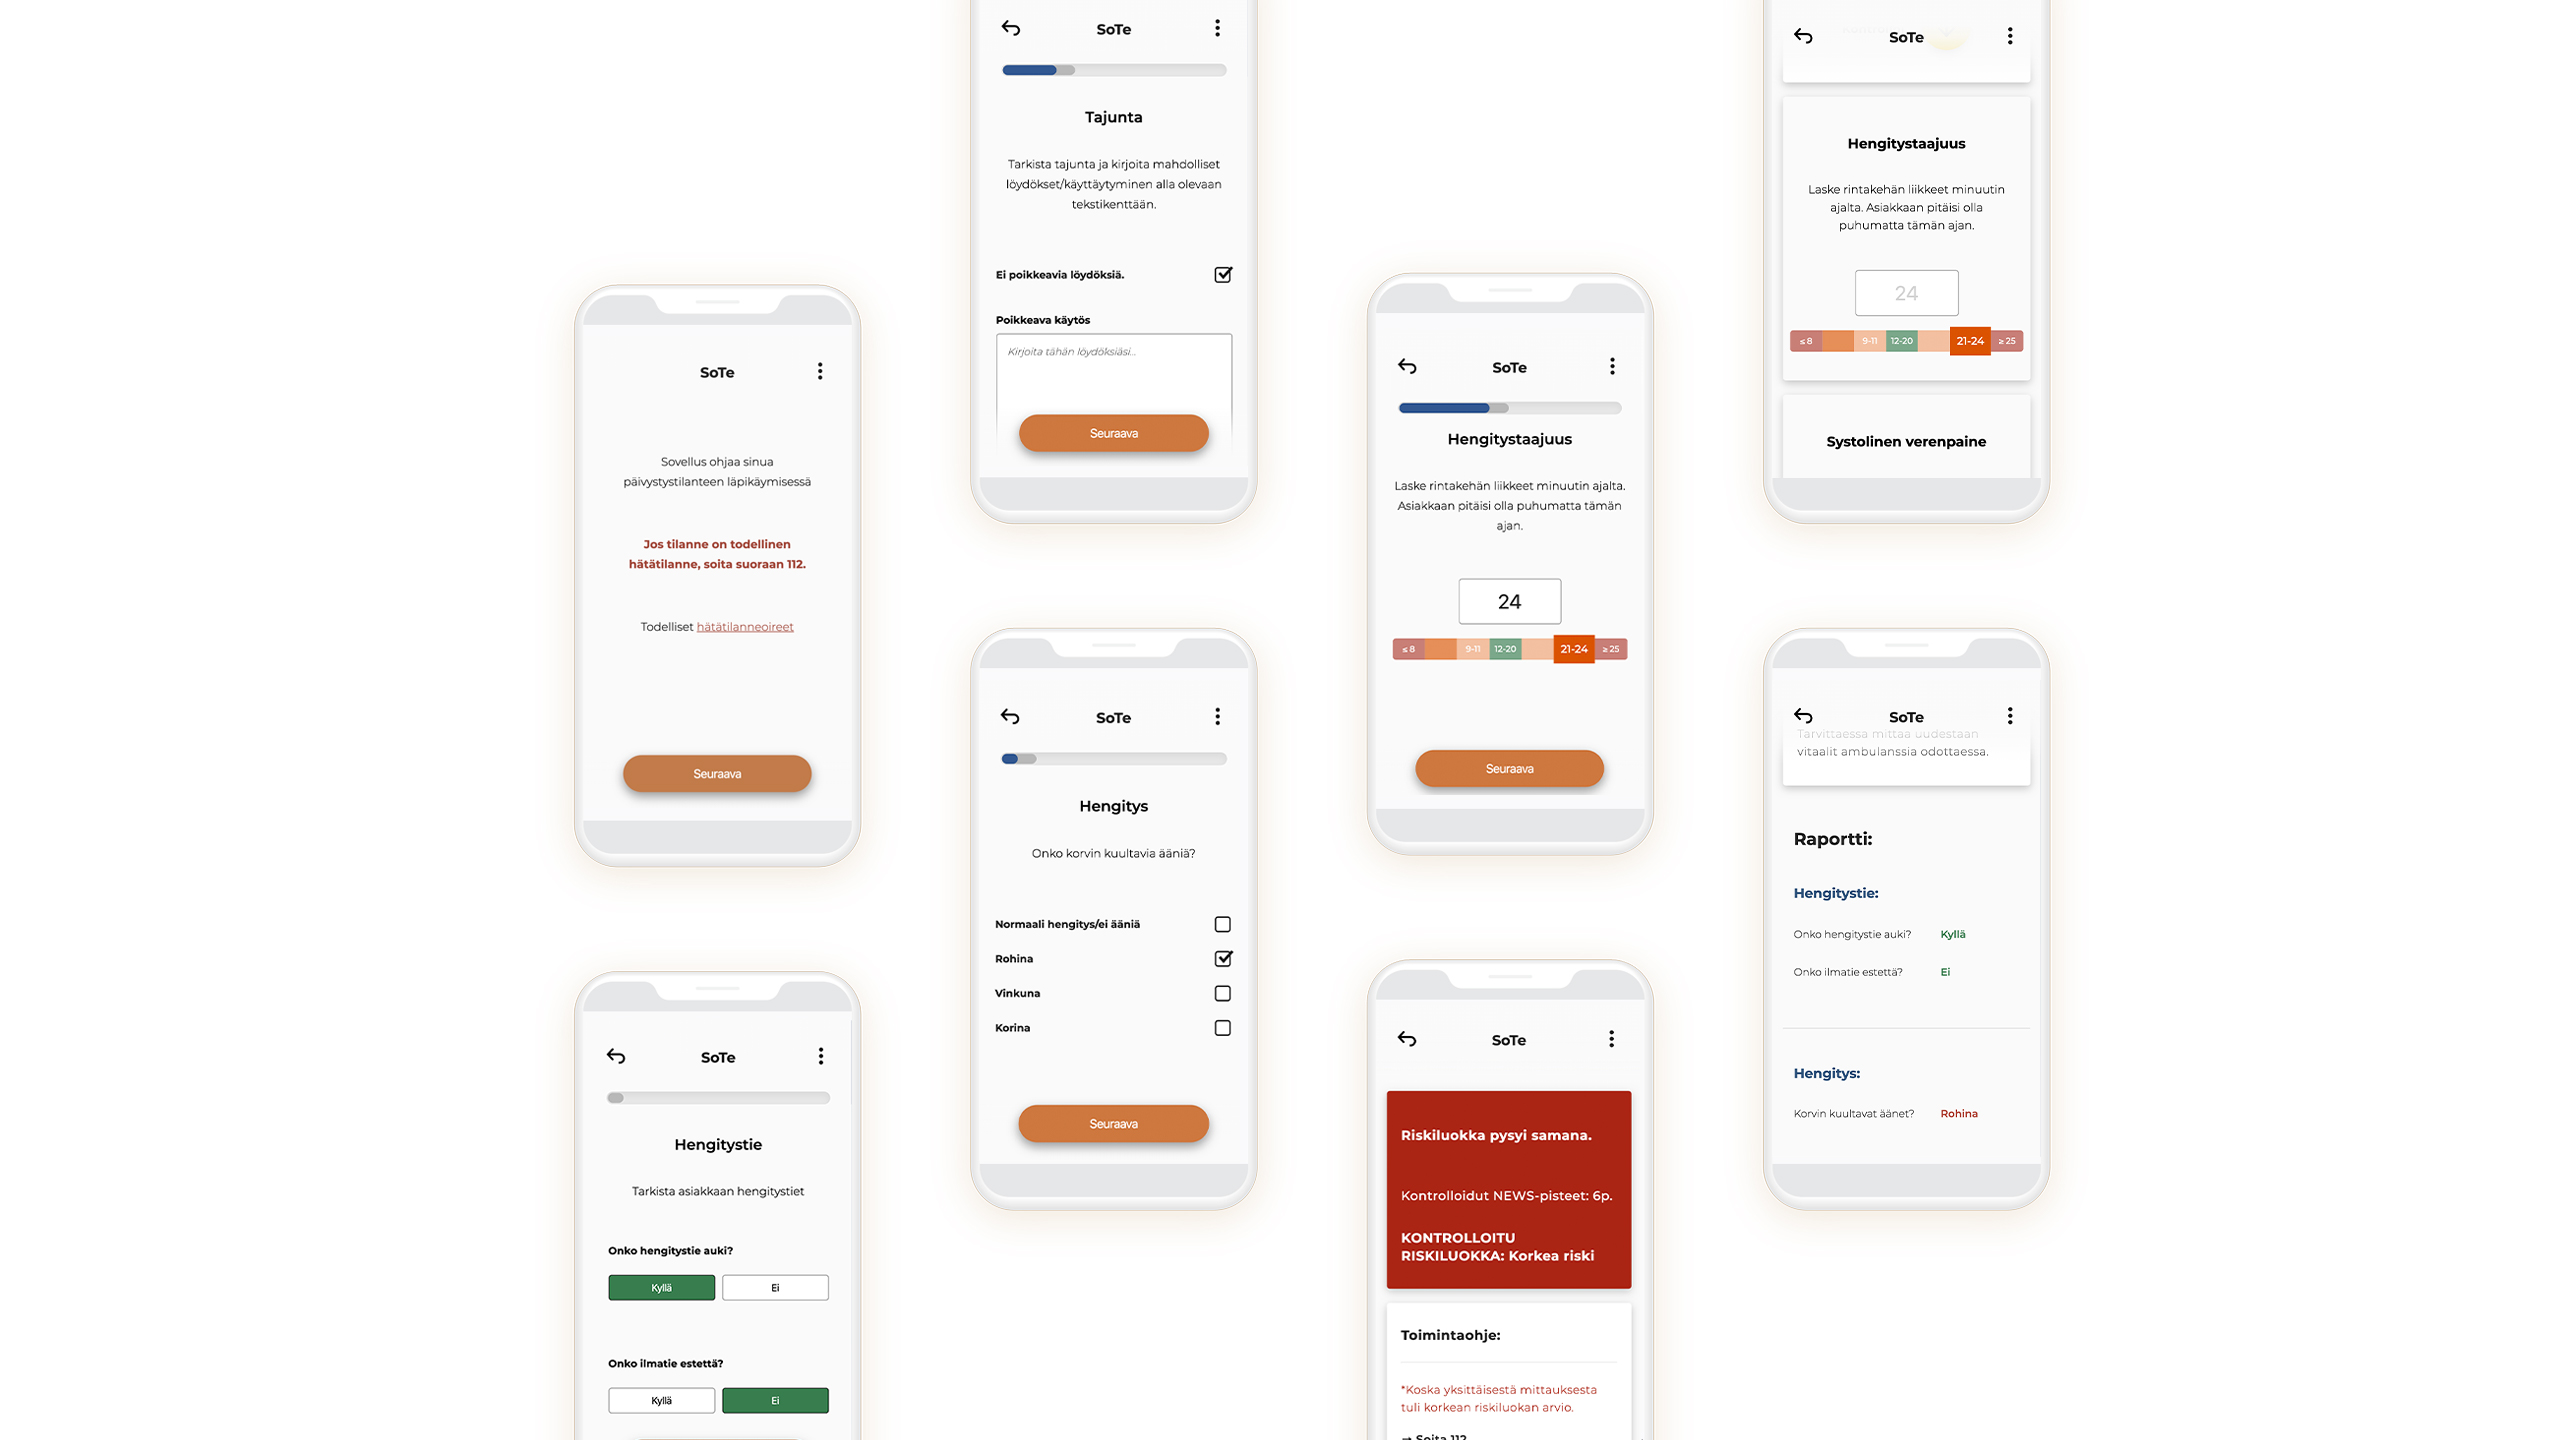 SoTe
Sovellus ohjaa sinua
päivystystilanteen läpikäymisessä
Jos tilanne on todellinen
hätätilanne, soita suoraan 112.
Todelliset hätätilanneoireet
Seuraava
SoTe
Hengitystie
Tarkista asiakkaan hengitystiet
Onko hengitystie auki?
Kyllä
Ei
Onko ilmatie estettä?
Kyllä
Ei
SoTe
Tajunta
Tarkista tajunta ja kirjoita mahdolliset
löydökset/käyttäytyminen alla olevaan
tekstikenttään.
Ei poikkeavia löydöksiä.
Poikkeava käytös
Kirjoita tähän löydöksiäsi..
Seuraava
SoTe
Hengitys
Onko korvin kuultavia ääniä?
Normaali hengitys/ei ääniä
Rohina
Vinkuna
Korina
Seuraava
SoTe
Hengitystaajuus
Laske rintakehän liikkeet minuutin ajalta.
Asiakkaan pitäisi olla puhumatta tämän
ajan.
24
≤ 8 9-11 12-20 21-24 ≥ 25
Seuraava
SoTe
Riskiluokka pysyi samana.
Kontrolloidut NEWS-pisteet: 6p.
KONTROLLOITU
RISKILUOKKA: Korkea riski
Toimintaohje:
*Koska yksittäisestä mittauksesta
tuli korkean riskiluokan arvio.
→ Soita 112
SoTe
Hengitystaajuus
Laske rintakehän liikkeet minuutin
ajalta. Asiakkaan pitäisi olla
puhumatta tämän ajan.
24
≤ 8 9-11 12-20 21-24 ≥ 25
Systolinen verenpaine
SoTe
Tarvittaessa mittaa uudestaan
vitaalit ambulanssia odottaessa.
Raportti:
Hengitystie:
Onko hengitystie auki? Kyllä
Onko ilmatie estettä? Ei
Hengitys:
Korvin kuultavat äänet? Rohina